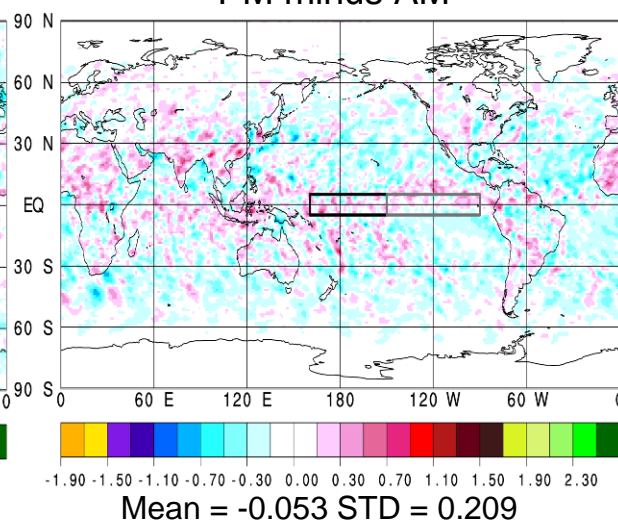 PM minus AM
90 N
60 N
30 N
EQ
30 S
60 S
90 S
0 0 60 E 120 E 180 120 W 60 W
-1.90 -1.50 -1.10 -0.70 -0.30 0.00 0.30 0.70 1.10 1.50 1.90 2.30
Mean = -0.053 STD = 0.209